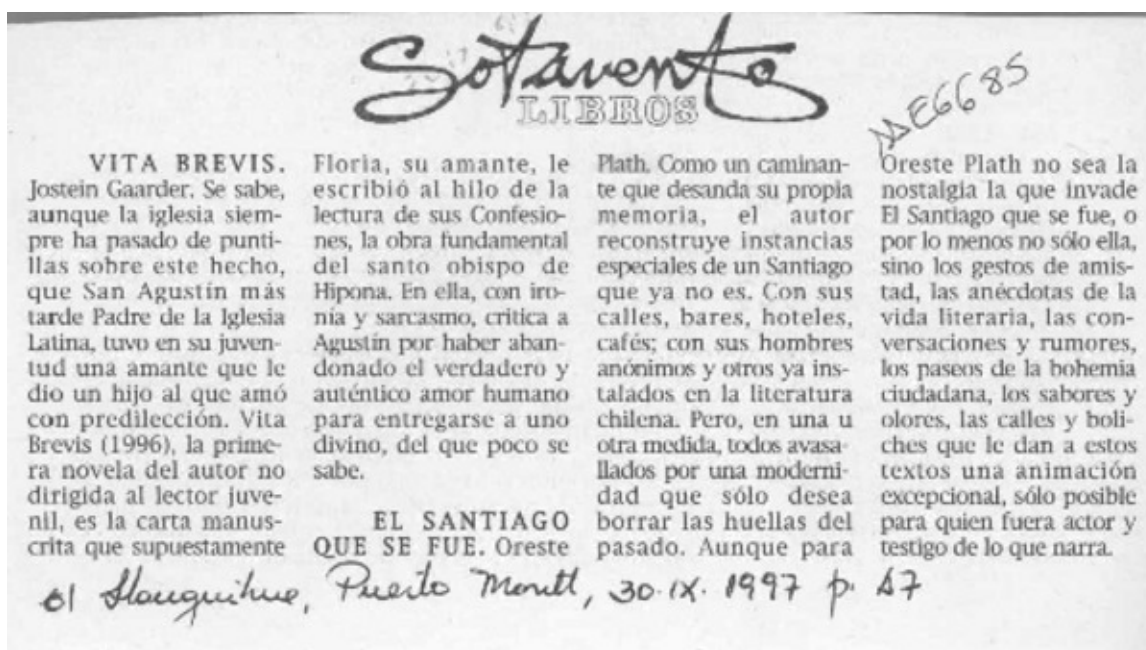 Sotavento
LIBROS
AAE6685
VITA BREVIS.
Jostein Gaarder. Se sabe,
aunque la iglesia siem-
pre ha pasado de punti-
llas sobre este hecho,
que San Agustín más
tarde Padre de la Iglesia
Latina, tuvo en su juven-
tud una amante que le
dio un hijo al que amó
con predilección. Vita
Brevis (1996), la prime-
ra novela del autor no
dirigida al lector juve-
nil, es la carta manus-
crita que supuestamente
Floria, su amante, le
escribió al hilo de la
lectura de sus Confesio-
nes, la obra fundamental
del santo obispo de
Hipona. En ella, con iro-
nía y sarcasmo, critica a
Agustín por haber aban-
donado el verdadero y
auténtico amor humano
para entregarse a uno
divino, del que poco se
sabe.
EL SANTIAGO
QUE SE FUE. Oreste
Plath. Como un caminan-
te que desanda su propia
memoria, el autor
reconstruye instancias
especiales de un Santiago
que ya no es. Con sus
calles, bares, hoteles,
cafés; con sus hombres
anónimos y otros ya ins-
talados en la literatura
chilena. Pero, en una u
otra medida, todos avasa-
llados por una moderni-
dad que sólo desea
borrar las huellas del
pasado. Aunque para
Oreste Plath no sea la
nostalgia la que invade
El Santiago que se fue, o
por lo menos no sólo ella,
sino los gestos de amis-
tad, las anécdotas de la
vida literaria, las con-
versaciones y rumores,
los paseos de la bohemia
ciudadana, los sabores y
olores, las calles y boli-
ches que le dan a estos
textos una animación
excepcional, sólo posible
para quien fuera actor y
testigo de lo que narra.
El Llanquihue, Puerto Montt, 30.IX.1997 p. A7